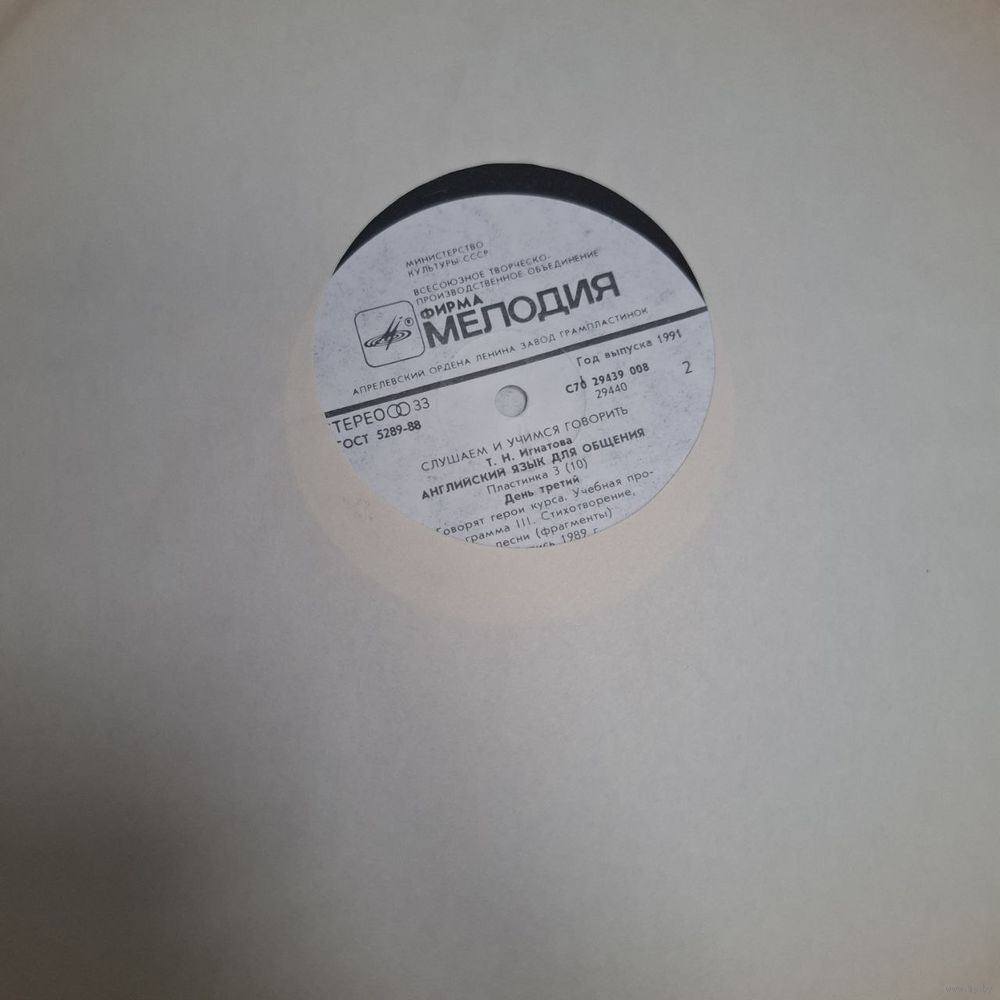 МИНИСТЕРСТВО
КУЛЬТУРЫ СССР
ВСЕСОЮЗНОЕ ТВОРЧЕСКО-
ПРОИЗВОДСТВЕННОЕ ОБЪЕДИНЕНИЕ
ФИРМА
МЕЛОДИЯ
®
АПРЕЛЕВСКИЙ ОРДЕНА ЛЕНИНА ЗАВОД ГРАМПЛАСТИНОК
Год выпуска 1991
ТЕРЕО 33
ГОСТ 5289-88
С70 29439 008
29440
2
СЛУШАЕМ И УЧИМСЯ ГОВОРИТЬ
Т. Н. Игнатова
АНГЛИЙСКИЙ ЯЗЫК ДЛЯ ОБЩЕНИЯ
Пластинка 3 (10)
День третий
Говорят герои курса. Учебная про-
грамма III. Стихотворение,
песни (фрагменты)
1989 г.